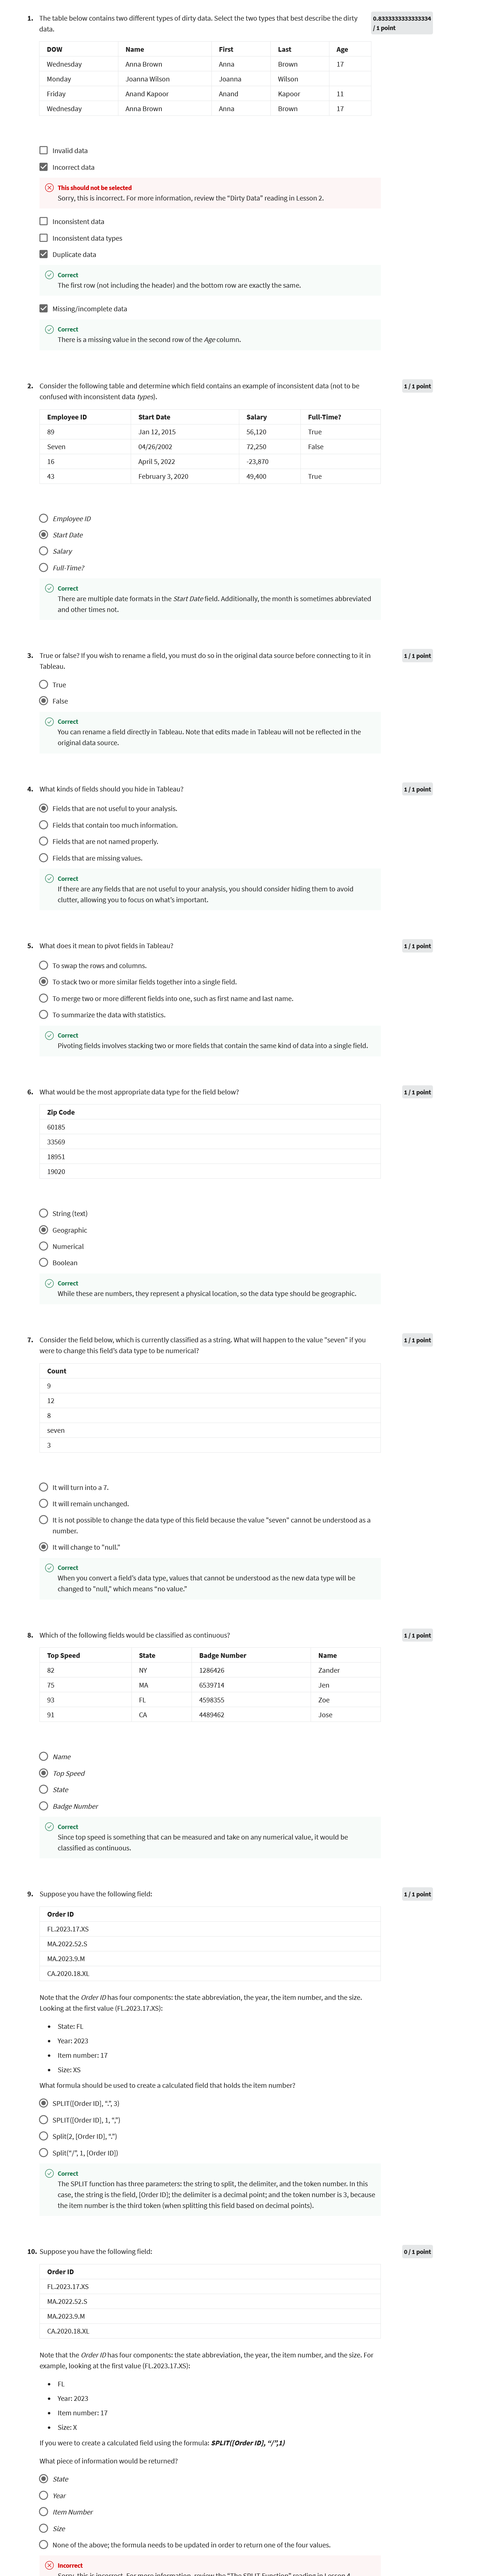 1. The table below contains two different types of dirty data. Select the two types that best describe the dirty
data.
0.8333333333333334
/ 1 point
DOW Name First Last Age
Wednesday Anna Brown Anna Brown 17
Monday Joanna Wilson Joanna Wilson
Friday Anand Kapoor Anand Kapoor 11
Wednesday Anna Brown Anna Brown 17
Invalid data
Incorrect data
This should not be selected
Sorry, this is incorrect. For more information, review the "Dirty Data" reading in Lesson 2.
Inconsistent data
Inconsistent data types
Duplicate data
Correct
The first row (not including the header) and the bottom row are exactly the same.
Missing/incomplete data
Correct
There is a missing value in the second row of the Age column.
2. Consider the following table and determine which field contains an example of inconsistent data (not to be
confused with inconsistent data types).
1 / 1 point
Employee ID Start Date Salary Full-Time?
89 Jan 12, 2015 56,120 True
Seven 04/26/2002 72,250 False
16 April 5, 2022 -23,870
43 February 3, 2020 49,400 True
Employee ID
Start Date
Salary
Full-Time?
Correct
There are multiple date formats in the Start Date field. Additionally, the month is sometimes abbreviated
and other times not.
3. True or false? If you wish to rename a field, you must do so in the original data source before connecting to it in
Tableau.
1 / 1 point
True
False
Correct
You can rename a field directly in Tableau. Note that edits made in Tableau will not be reflected in the
original data source.
4. What kinds of fields should you hide in Tableau?
1 / 1 point
Fields that are not useful to your analysis.
Fields that contain too much information.
Fields that are not named properly.
Fields that are missing values.
Correct
If there are any fields that are not useful to your analysis, you should consider hiding them to avoid
clutter, allowing you to focus on what's important.
5. What does it mean to pivot fields in Tableau?
1 / 1 point
To swap the rows and columns.
To stack two or more similar fields together into a single field.
To merge two or more different fields into one, such as first name and last name.
To summarize the data with statistics.
Correct
Pivoting fields involves stacking two or more fields that contain the same kind of data into a single field.
6. What would be the most appropriate data type for the field below?
1 / 1 point
Zip Code
60185
33569
18951
19020
String (text)
Geographic
Numerical
Boolean
Correct
While these are numbers, they represent a physical location, so the data type should be geographic.
7. Consider the field below, which is currently classified as a string. What will happen to the value "seven" if you
were to change this field's data type to be numerical?
1 / 1 point
Count
9
12
8
seven
3
It will turn into a 7.
It will remain unchanged.
It is not possible to change the data type of this field because the value "seven" cannot be understood as a
number.
It will change to "null."
Correct
When you convert a field's data type, values that cannot be understood as the new data type will be
changed to "null," which means "no value."
8. Which of the following fields would be classified as continuous?
1 / 1 point
Top Speed State Badge Number Name
82 NY 1286426 Zander
75 MA 6539714 Jen
93 FL 4598355 Zoe
91 CA 4489462 Jose
Name
Top Speed
State
Badge Number
Correct
Since top speed is something that can be measured and take on any numerical value, it would be
classified as continuous.
9. Suppose you have the following field:
1 / 1 point
Order ID
FL.2023.17.XS
MA.2022.52.S
MA.2023.9.M
CA.2020.18.XL
Note that the Order ID has four components: the state abbreviation, the year, the item number, and the size.
Looking at the first value (FL.2023.17.XS):
• State: FL
• Year: 2023
• Item number: 17
• Size: XS
What formula should be used to create a calculated field that holds the item number?
SPLIT([Order ID], ".", 3)
SPLIT([Order ID], 1, ",")
Split(2, [Order ID], ".")
Split("/", 1, [Order ID])
Correct
The SPLIT function has three parameters: the string to split, the delimiter, and the token number. In this
case, the string is the field, [Order ID]; the delimiter is a decimal point; and the token number is 3, because
the item number is the third token (when splitting this field based on decimal points).
10. Suppose you have the following field:
0 / 1 point
Order ID
FL.2023.17.XS
MA.2022.52.S
MA.2023.9.M
CA.2020.18.XL
Note that the Order ID has four components: the state abbreviation, the year, the item number, and the size. For
example, looking at the first value (FL.2023.17.XS):
• FL
• Year: 2023
• Item number: 17
• Size: X
If you were to create a calculated field using the formula: SPLIT([Order ID], "/",1)
What piece of information would be returned?
State
Year
Item Number
Size
None of the above; the formula needs to be updated in order to return one of the four values.
Incorrect
Sorry, this is incorrect. For more information, review the "The SPLIT Function" reading in Lesson 4.